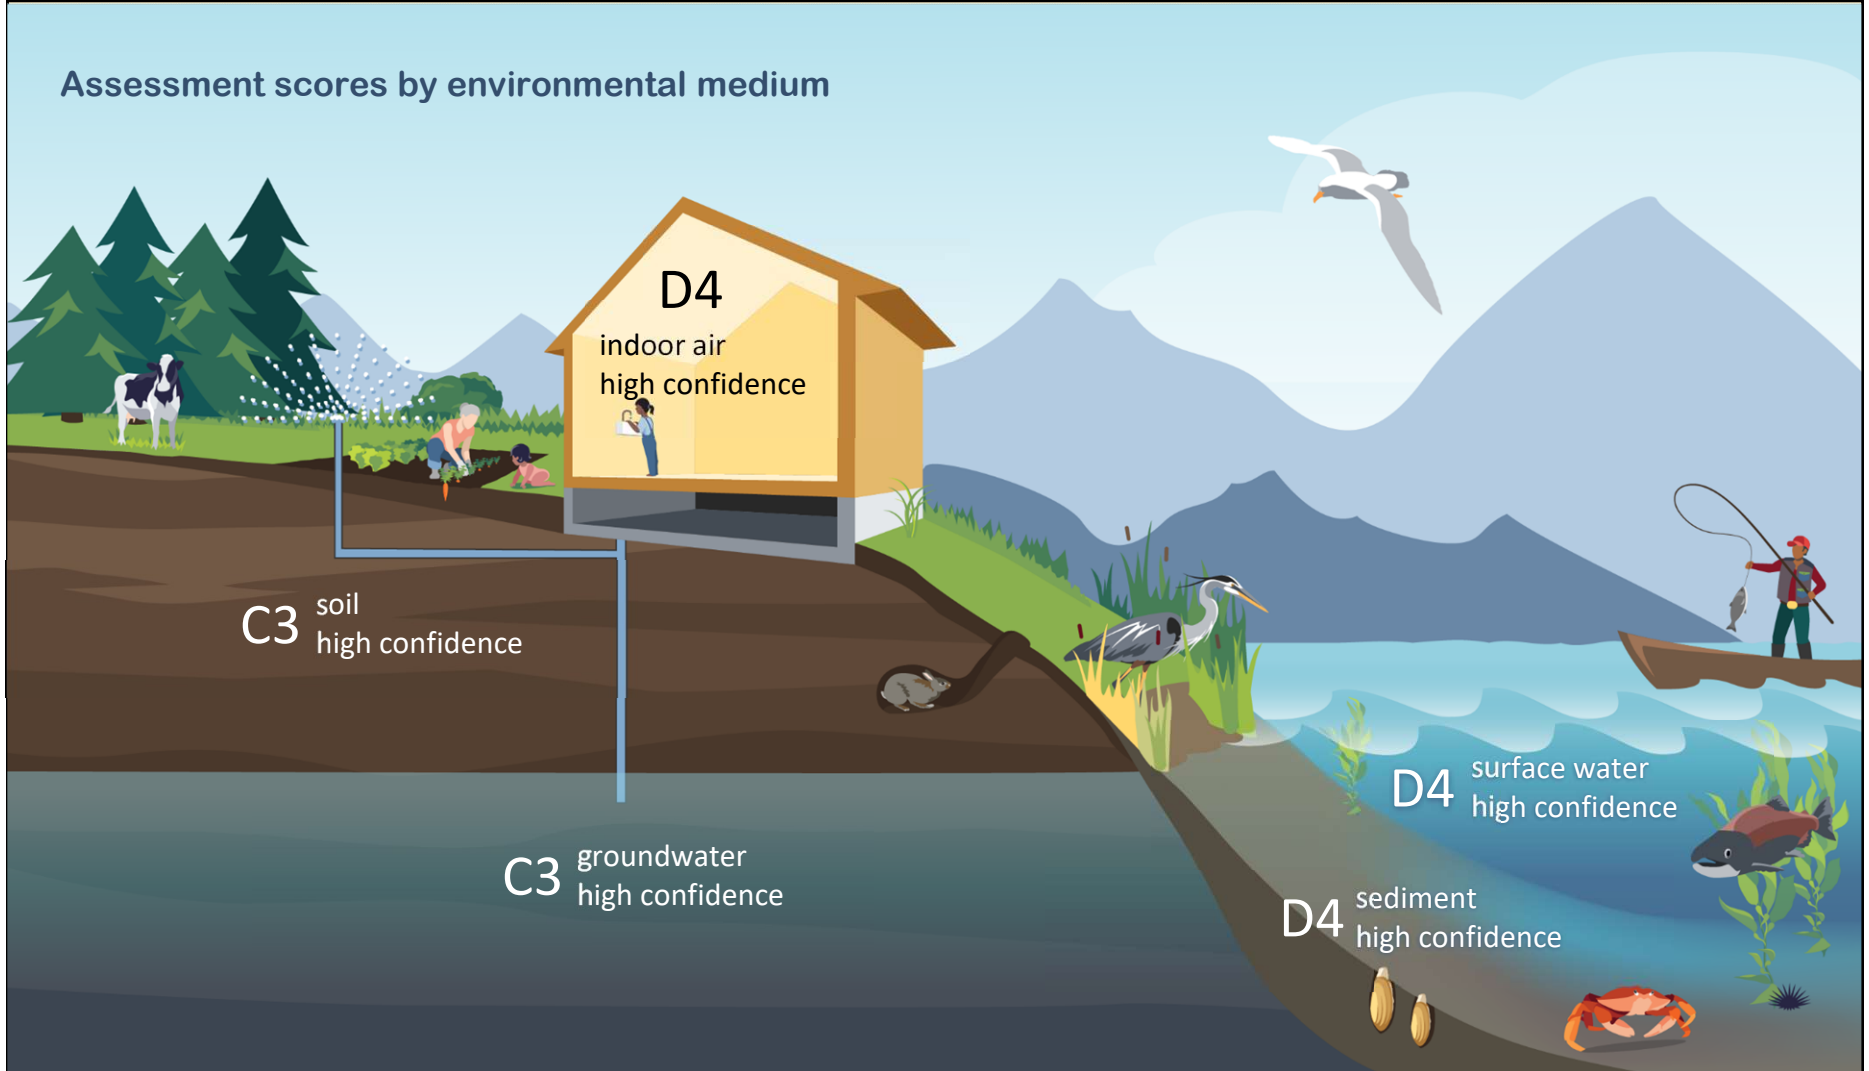 Assessment scores by environmental medium
D4
indoor air
high confidence
C3
soil
high confidence
C3
groundwater
high confidence
D4
surface water
high confidence
D4
sediment
high confidence